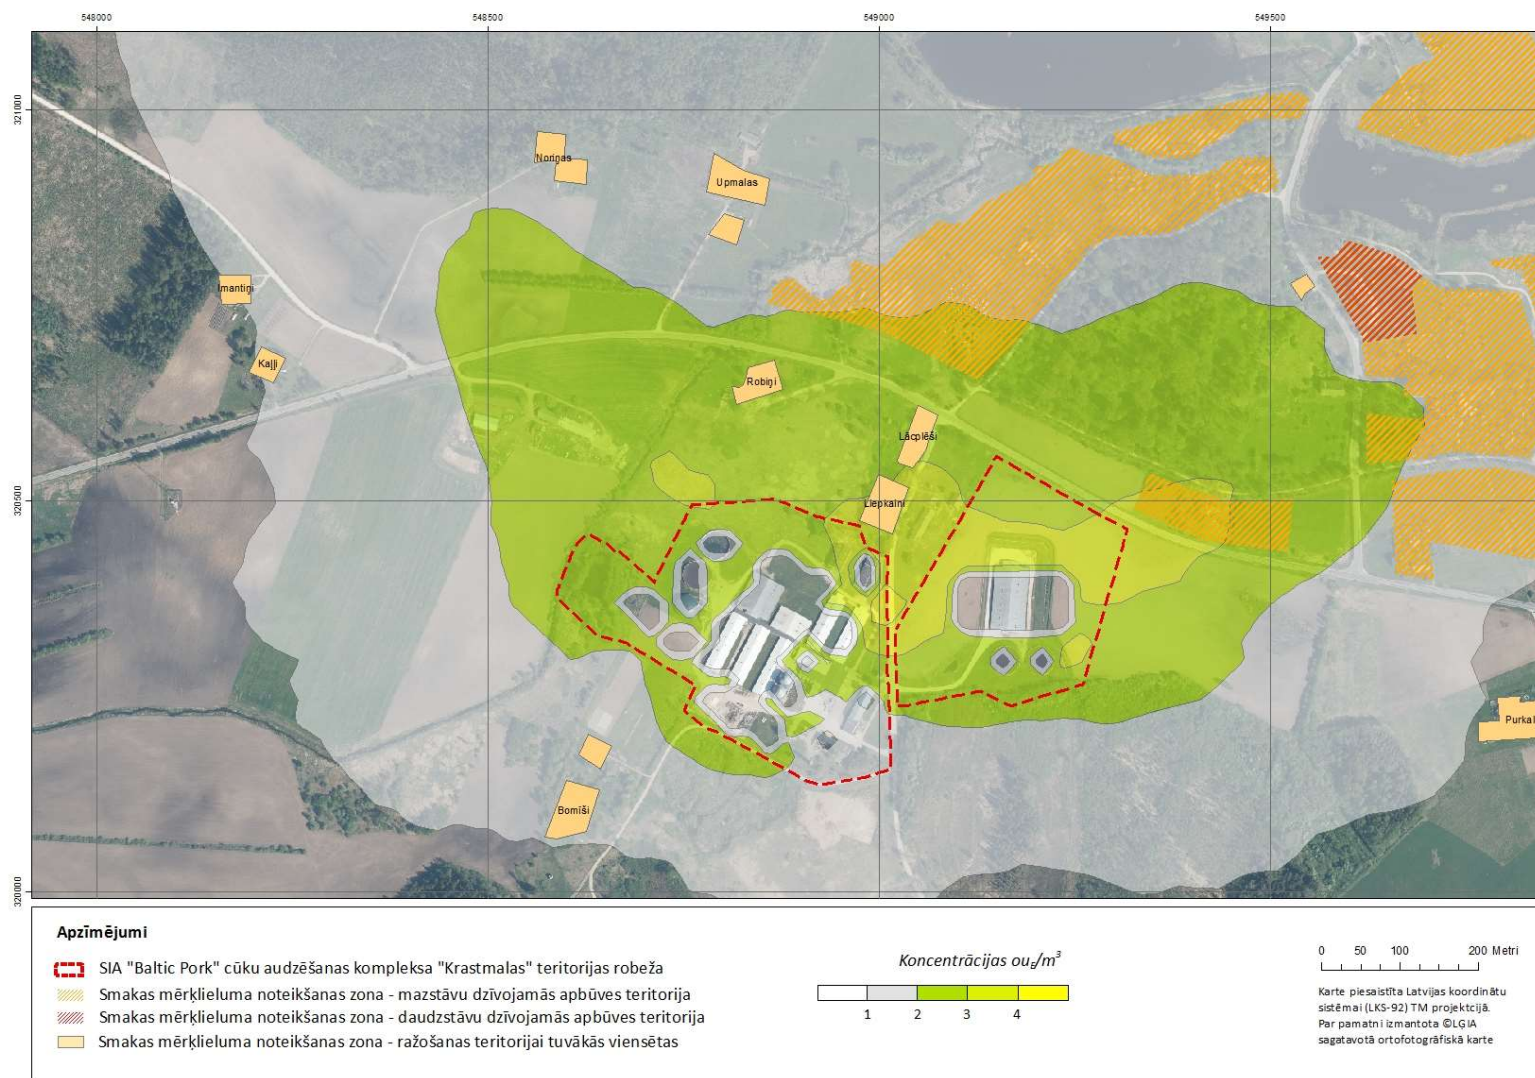 548000
548500
549000
549500
321000
Noriņas
Upmalas
Imantiņi
Kaļļi
Robiņi
Lācplēši
320500
Liepkalni
Purkal
Bomīši
320000
Apzīmējumi
SIA "Baltic Pork" cūku audzēšanas kompleksa "Krastmalas" teritorijas robeža
Smakas mērķlieluma noteikšanas zona - mazstāvu dzīvojamās apbūves teritorija
Smakas mērķlieluma noteikšanas zona - daudzstāvu dzīvojamās apbūves teritorija
Smakas mērķlieluma noteikšanas zona - ražošanas teritorijai tuvākās viensētas
Koncentrācijas ouE/m³
1 2 3 4
0 50 100 200 Metri
Karte piesaistīta Latvijas koordinātu
sistēmai (LKS-92) TM projektcijā.
Par pamatni izmantota ©LĢIA
sagatavotā ortofotogrāfiskā karte